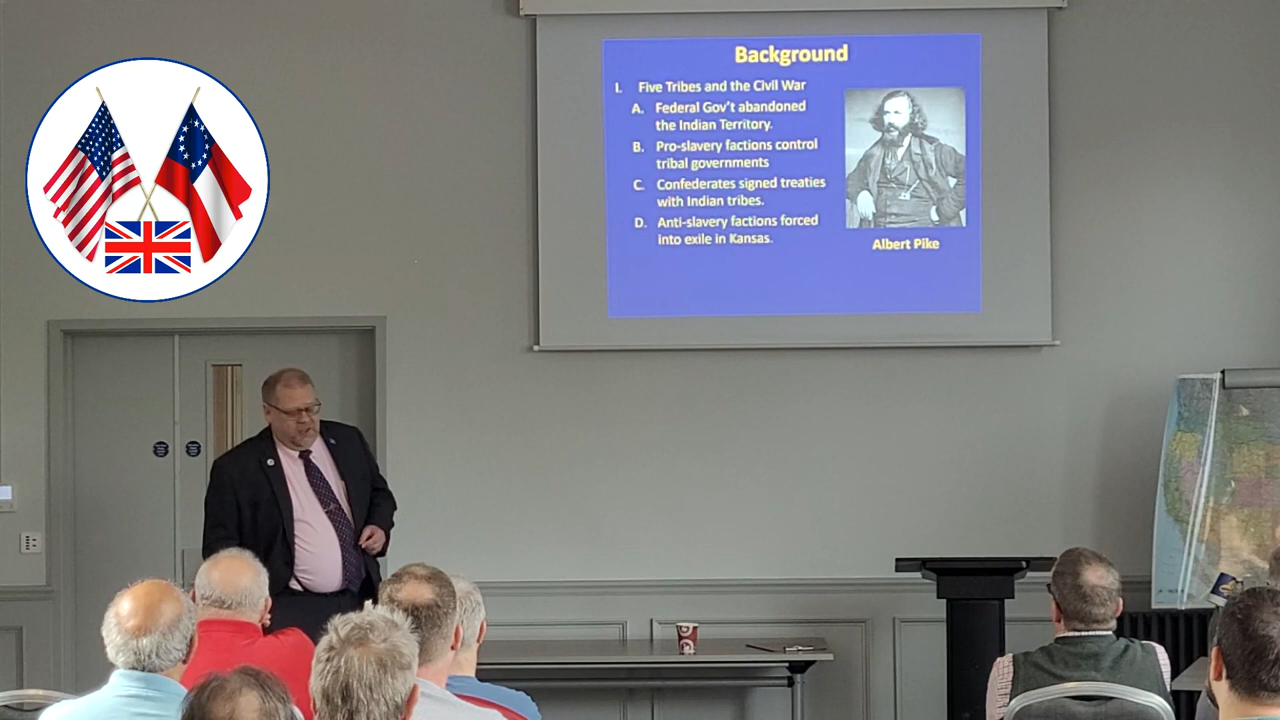 Background
I. Five Tribes and the Civil War
A. Federal Gov't abandoned
the Indian Territory.
B. Pro-slavery factions control
tribal governments
C. Confederates signed treaties
with Indian tribes.
D. Anti-slavery factions forced
into exile in Kansas.
Albert Pike